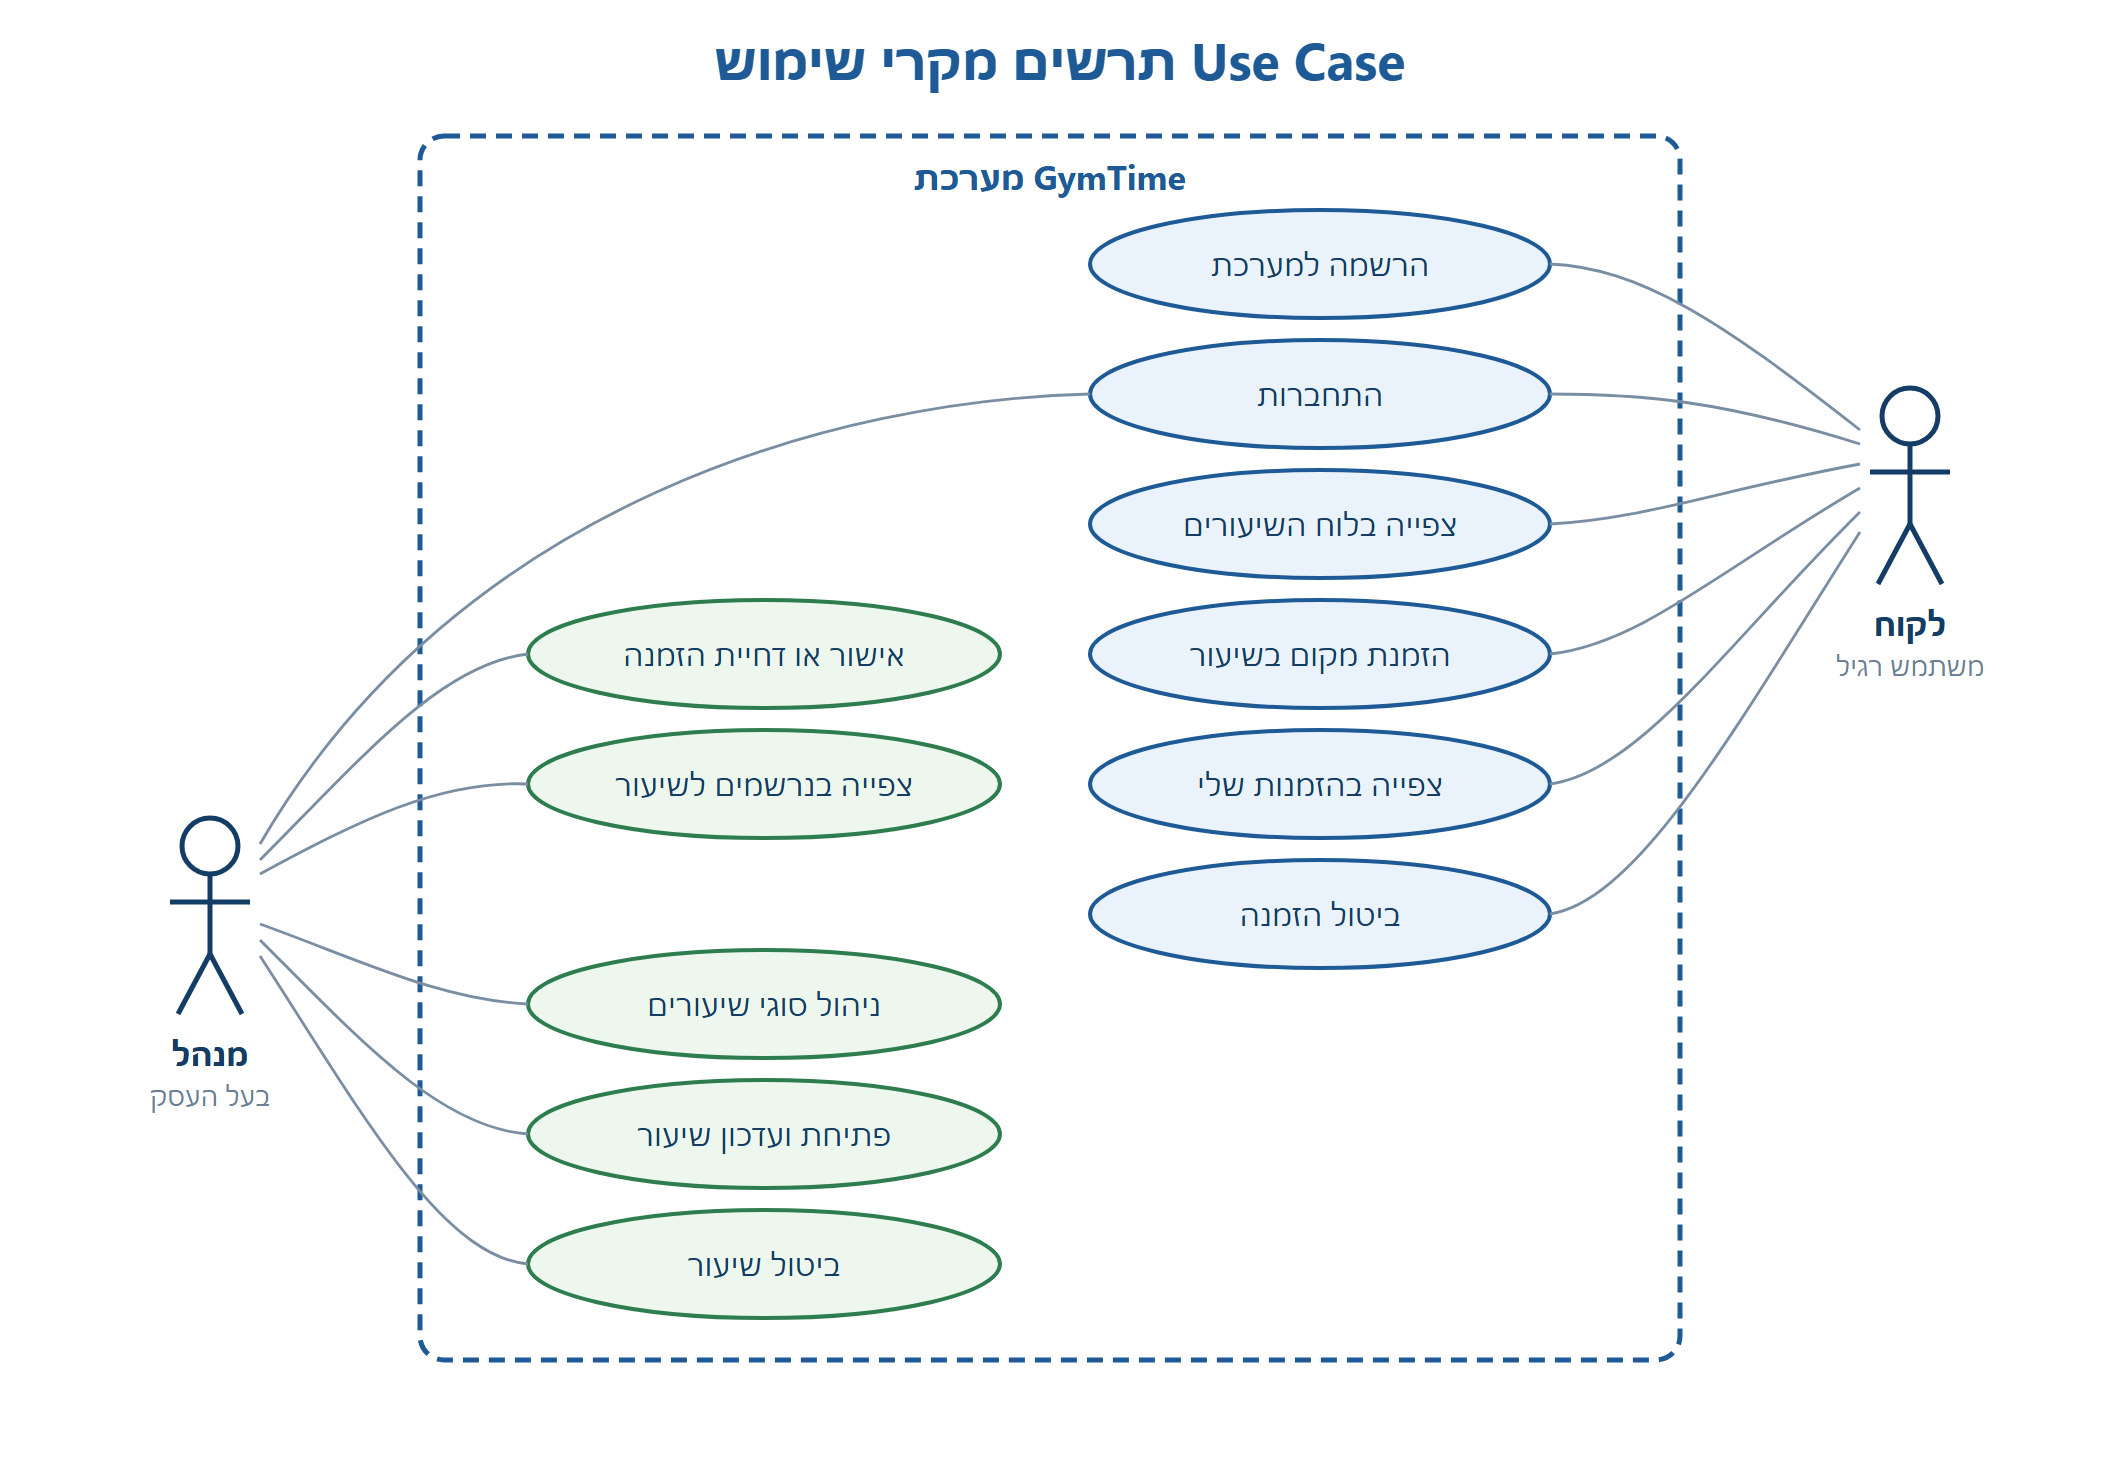 תרשים מקרי שימוש Use Case
מערכת GymTime
הרשמה למערכת
התחברות
צפייה בלוח השיעורים
הזמנת מקום בשיעור
צפייה בהזמנות שלי
ביטול הזמנה
לקוח
משתמש רגיל
אישור או דחיית הזמנה
צפייה בנרשמים לשיעור
ניהול סוגי שיעורים
פתיחת ועדכון שיעור
ביטול שיעור
מנהל
בעל העסק